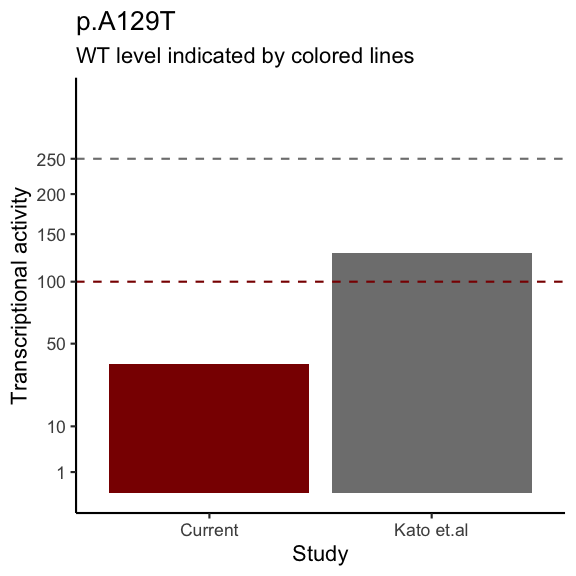 p.A129T
WT level indicated by colored lines
Transcriptional activity
250
200
150
100
50
10
1
Current
Kato et.al
Study